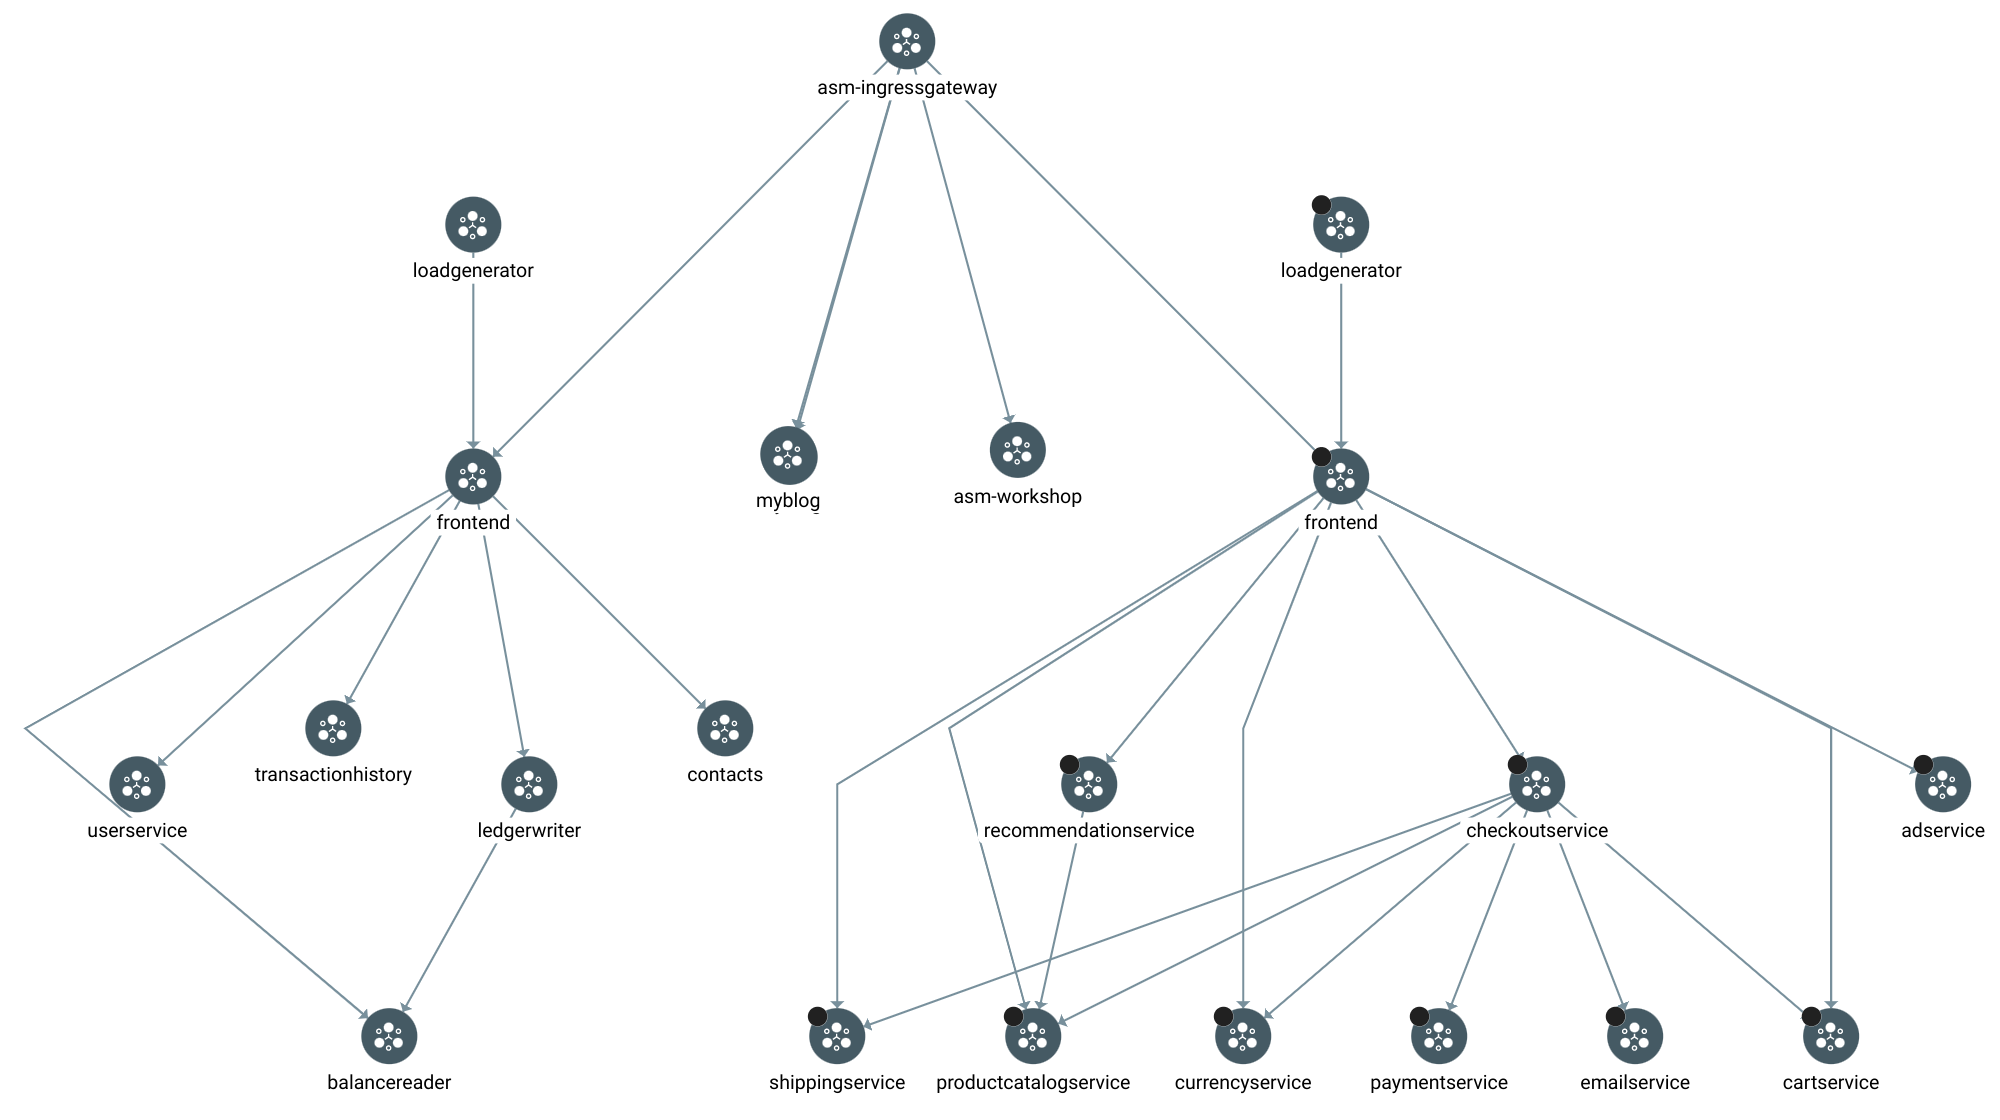 asm-ingressgateway
loadgenerator
loadgenerator
frontend
myblog
asm-workshop
frontend
transactionhistory
contacts
userservice
ledgerwriter
recommendationservice
checkoutservice
adservice
balancereader
shippingservice
productcatalogservice
currencyservice
paymentservice
emailservice
cartservice